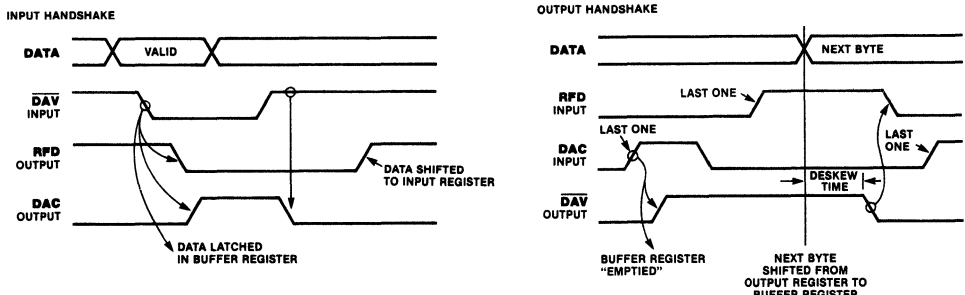 INPUT HANDSHAKE
DATA
VALID
DAV
INPUT
RFD
OUTPUT
DATA SHIFTED
TO INPUT REGISTER
DAC
OUTPUT
DATA LATCHED
IN BUFFER REGISTER
OUTPUT HANDSHAKE
DATA
NEXT BYTE
RFD
INPUT
LAST ONE
LAST ONE
DAC
INPUT
LAST
ONE
DESKEW
TIME
DAV
OUTPUT
BUFFER REGISTER
"EMPTIED"
NEXT BYTE
SHIFTED FROM
OUTPUT REGISTER TO
BUFFER REGISTER